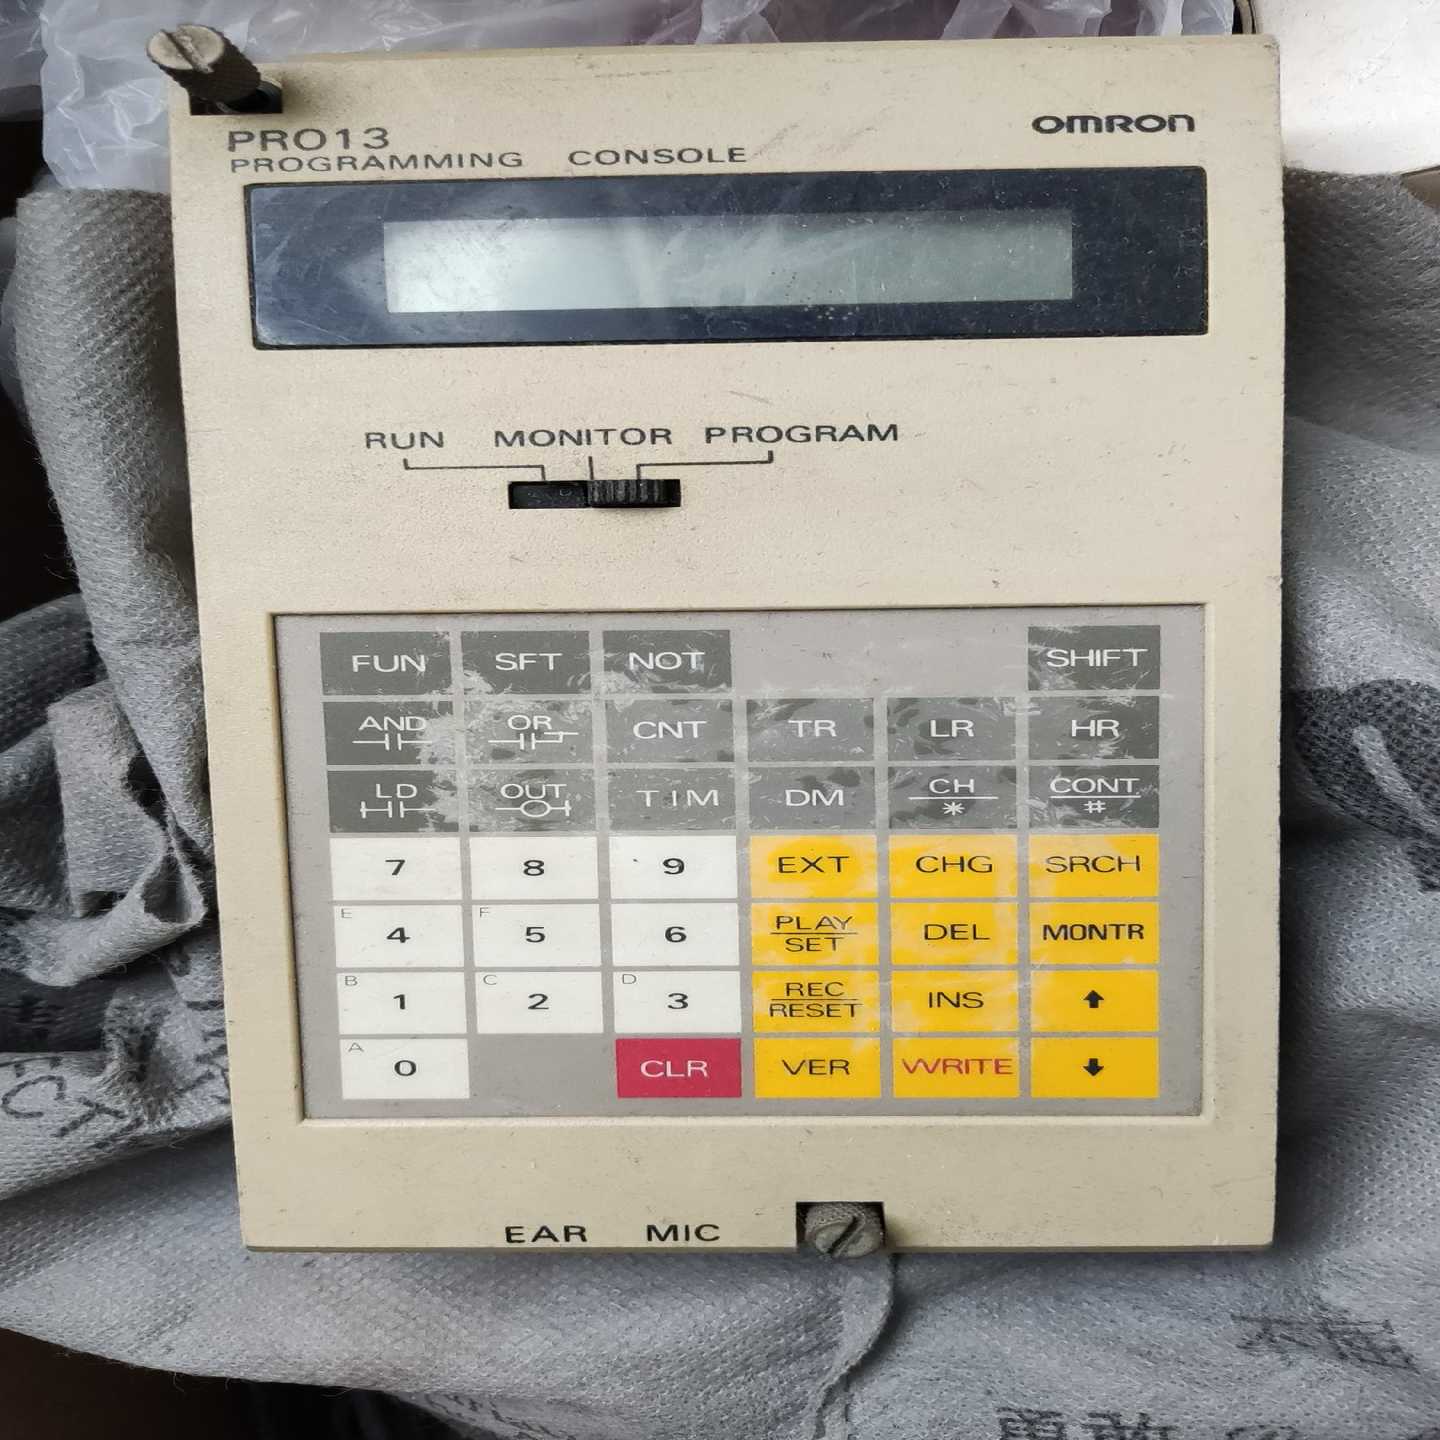 PRO13
OMRON
PROGRAMMING CONSOLE
RUN MONITOR PROGRAM
FUN SFT NOT SHIFT
AND OR CNT TR LR HR
LD OUT TIM DM CH * CONT #
7 8 9 EXT CHG SRCH
E 4 F 5 6 PLAY SET DEL MONTR
B 1 C 2 D 3 REC RESET INS ↑
A 0 CLR VER WRITE ↓
EAR MIC